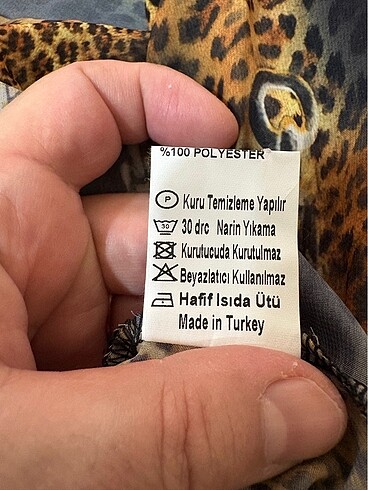 %100 POLYESTER
P Kuru Temizleme Yapılır
30 30 drc Narin Yıkama
Kurutucuda Kurutulmaz
Beyazlatıcı Kullanılmaz
Hafif Isıda Ütü
Made in Turkey